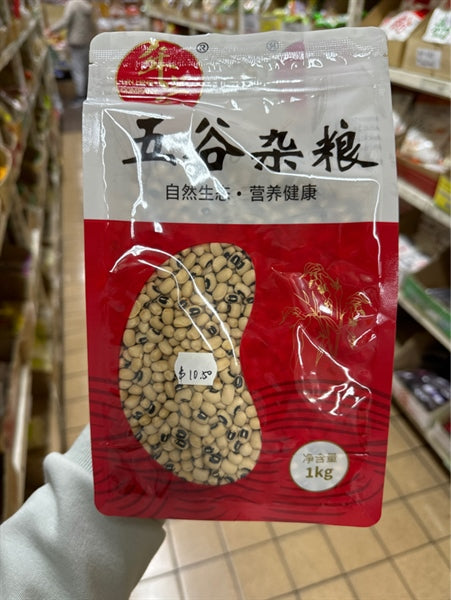 ®
五谷杂粮
自然生态·营养健康
$10.50
净含量
1kg